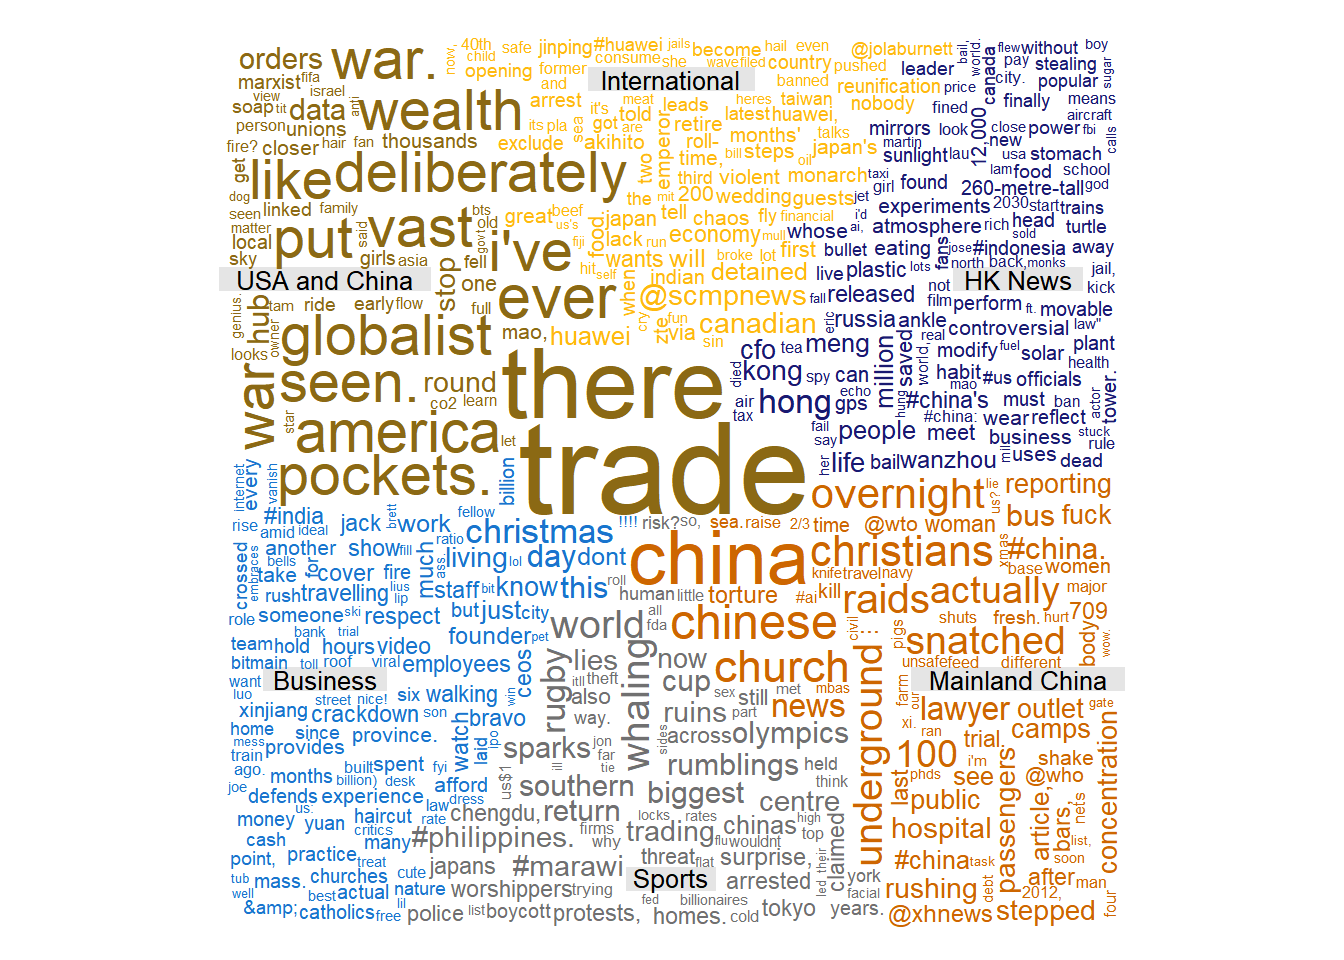 orders war. now, 40th safe jinping #huawei jails become hail even @jolaburnett bail, world. flew without boy
child opening former consume she wave filed country pushed leader canada pay stealing
marxist fifa International banned reunification price city. popular sugar
view israel anti wealth and arrest it's meat leads heres taiwan nobody fined finally means
soap tit data its pla sea got told emperor latest huawei, mirrors look 12,000 close power fbi aircraft
person unions are retire months' talks martin new calls
fire? hair fan thousands exclude akihito roll- bill steps oil japan's sunlight lau usa stomach
closer time, two third violent monarch taxi lam food school
get like deliberately mit 200 wedding guests girl found 260-metre-tall god
dog the jet experiments 2030 start trains
seen linked family bts great beef japan tell chaos fly financial i'd atmosphere rich head turtle
matter vast old us's food. lack run economy mull whose ai, sold
local said put govt i've fiji first bullet eating fans jose #indonesia away
sky girls asia fell hit wants will broke lot north back, monks
USA and China stop one self indian detained live plastic lots HK News jail,
genius. hub tam ride early flow full ever when @scmpnews fall released not film perform ft. movable kick
owner mao, huawei cry fun zte via canadian eric russia ankle controversial law"
looks globalist sin cfo tea meng real modify fuel solar plant
war seen. round there died kong spy can million saved world, habit #us officials health
co2 learn air hong gps echo hung mao #china's must ban actor tower.
star america let tax fail people meet #china: wear reflect stuck
pockets. trade say her life bail wanzhou business mill uses rule dead
internet every vanish billion overnight lie us? reporting
#india jack brett work fellow christmas !!!! risk? so, sea. raise 2/3 time @wto woman bus fuck
rise amid ideal ratio china christians xmas #china.
another show fill ass. living lol day dont knife travel navy base women
crossed embraces bells for cover fire much bit roll human little torture #ai kill raids actually major
take lius staff know this
rush travelling lip all shuts fresh. hurt 709
role someone ski respect but just city world fda chinese civil ... pigs snatched body wow.
bank trial founder pet
team hold hours video rugby lies whaling now church unsafe feed different
bitmain toll roof viral employees ceos itll theft cup sex still met mbas underground Mainland China
want Business six walking win also news farm our lawyer outlet gate
luo street nice! way. ruins part xi. camps
xinjiang crackdown son bravo across olympics ran trial.
home since province. watch laid ipo sparks jon sides 100 i'm shake
mess provides far rumblings held last phds see @who
train built spent fyi ill tie think public passengers article, bars, nets concentration
ago. months billion) desk afford us$1 southern biggest centre
joe defends experience law dress locks rates high claimed hospital list,
us. chengdu, return
money yuan haircut rate firms trading chinas top
cash critics many #philippines. why flu wouldnt soon
point, practice treat japans #marawi threat flat surprise, led their york #china task after man
tub mass. churches cute nature worshippers trying Sports arrested facial rushing debt 2012,
well best actual lil fed billionaires
&amp; catholics free police list boycott protests, homes. cold tokyo years. @xhnews stepped four